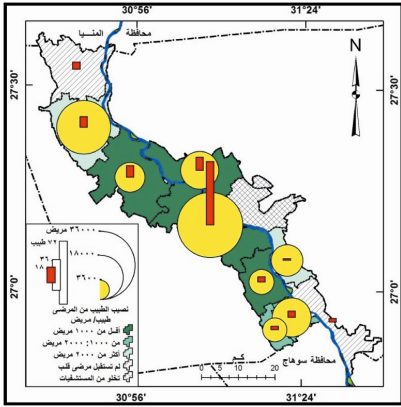 30°56' 31°24'
محافظة المنيا
N
27°30' 27°30'
٣٦٠٠٠ مريض
٧٢ طبيب
٣٦
١٨
١٨٠٠٠
٣٦٠٠
نصيب الطبيب من المرضى
طبيب/ مريض
أقل من ١٠٠٠ مريض
من ١٠٠٠: ٢٠٠٠ مريض
أكثر من ٢٠٠٠ مريض
لم تستقبل مرضى قلب
تخلو من المستشفيات
27°0' 27°0'
محافظة سوهاج
كم
0 5 10 20
30°56' 31°24'